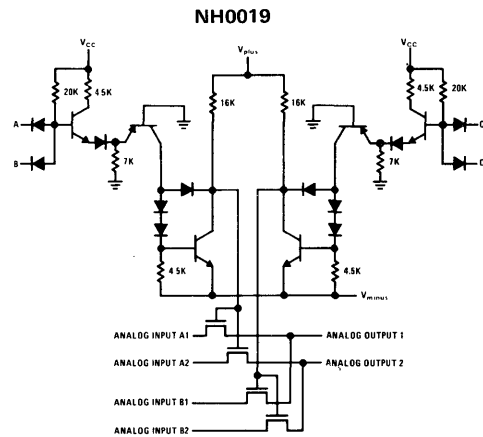 NH0019
VCC
Vplus
VCC
20K
4 5K
16K
16K
4.5K
20K
A
B
7K
7K
C
D
4 5K
4.5K
Vminus
ANALOG INPUT A1
ANALOG OUTPUT 1
ANALOG INPUT A2
ANALOG OUTPUT 2
ANALOG INPUT B1
ANALOG INPUT B2